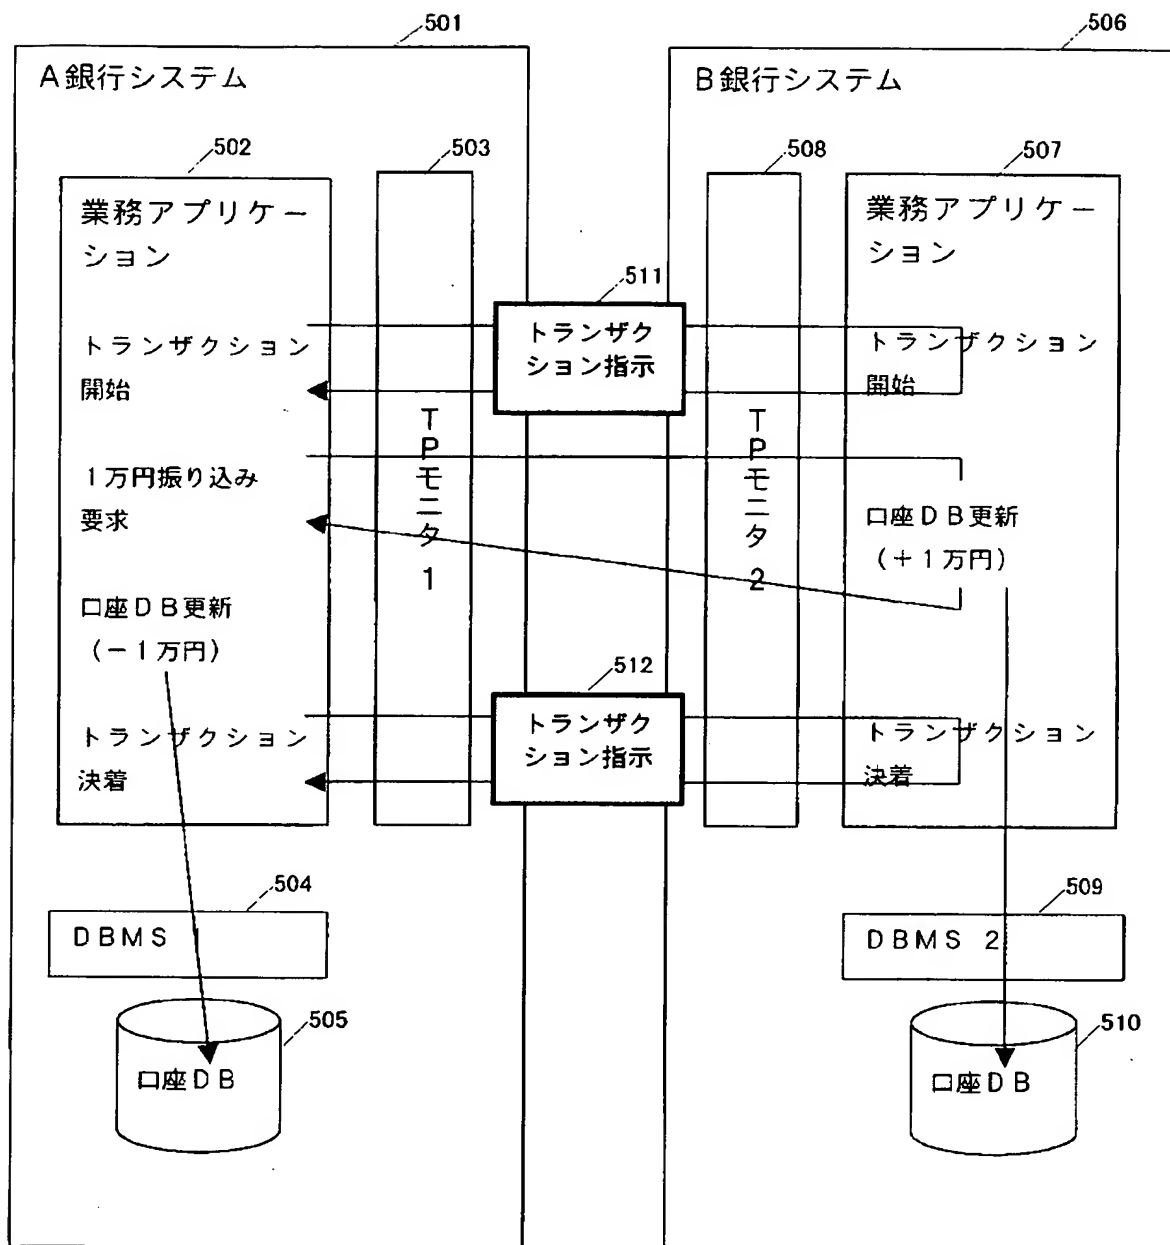 501
506
A銀行システム
B銀行システム
502
503
508
507
業務アプリケー
ション
業務アプリケー
ション
511
トランザク
ション指示
トランザクション
開始
トランザクション
開始
TPモニタ1
TPモニタ2
1万円振り込み
要求
口座DB更新
(+1万円)
口座DB更新
(-1万円)
512
トランザク
ション指示
トランザクション
決着
トランザクション
決着
504
509
DBMS 1
DBMS 2
505
510
口座DB
口座DB